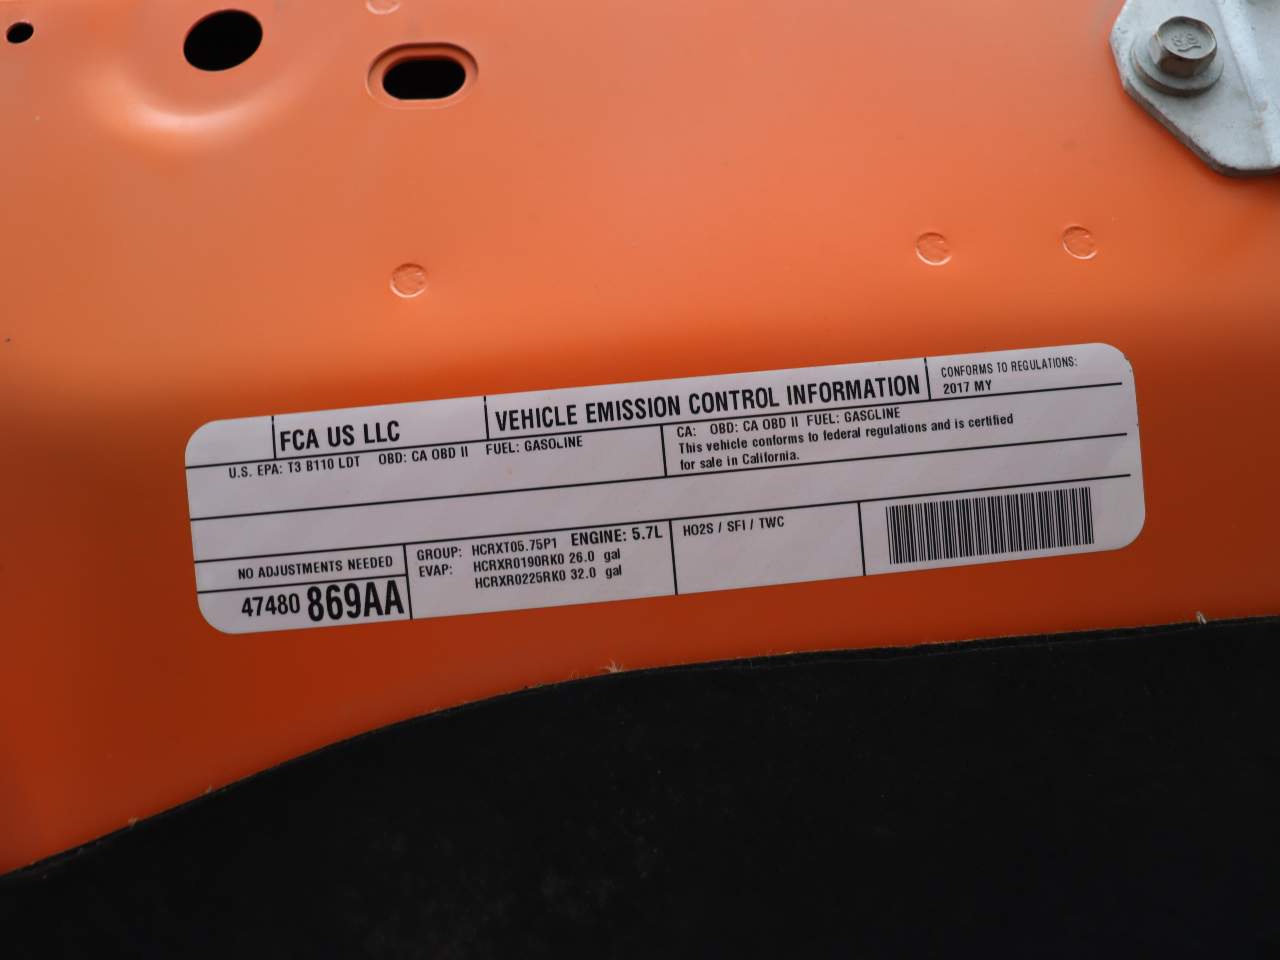 FCA US LLC
VEHICLE EMISSION CONTROL INFORMATION
CONFORMS TO REGULATIONS:
2017 MY
U.S. EPA: T3 B110 LDT OBD: CA OBD II FUEL: GASOLINE
CA: OBD: CA OBD II FUEL: GASOLINE
This vehicle conforms to federal regulations and is certified
for sale in California.
NO ADJUSTMENTS NEEDED
47480 869AA
GROUP: HCRXT05.75P1 ENGINE: 5.7L
EVAP: HCRXR0190RK0 26.0 gal
HCRXR0225RK0 32.0 gal
HO2S / SFI / TWC